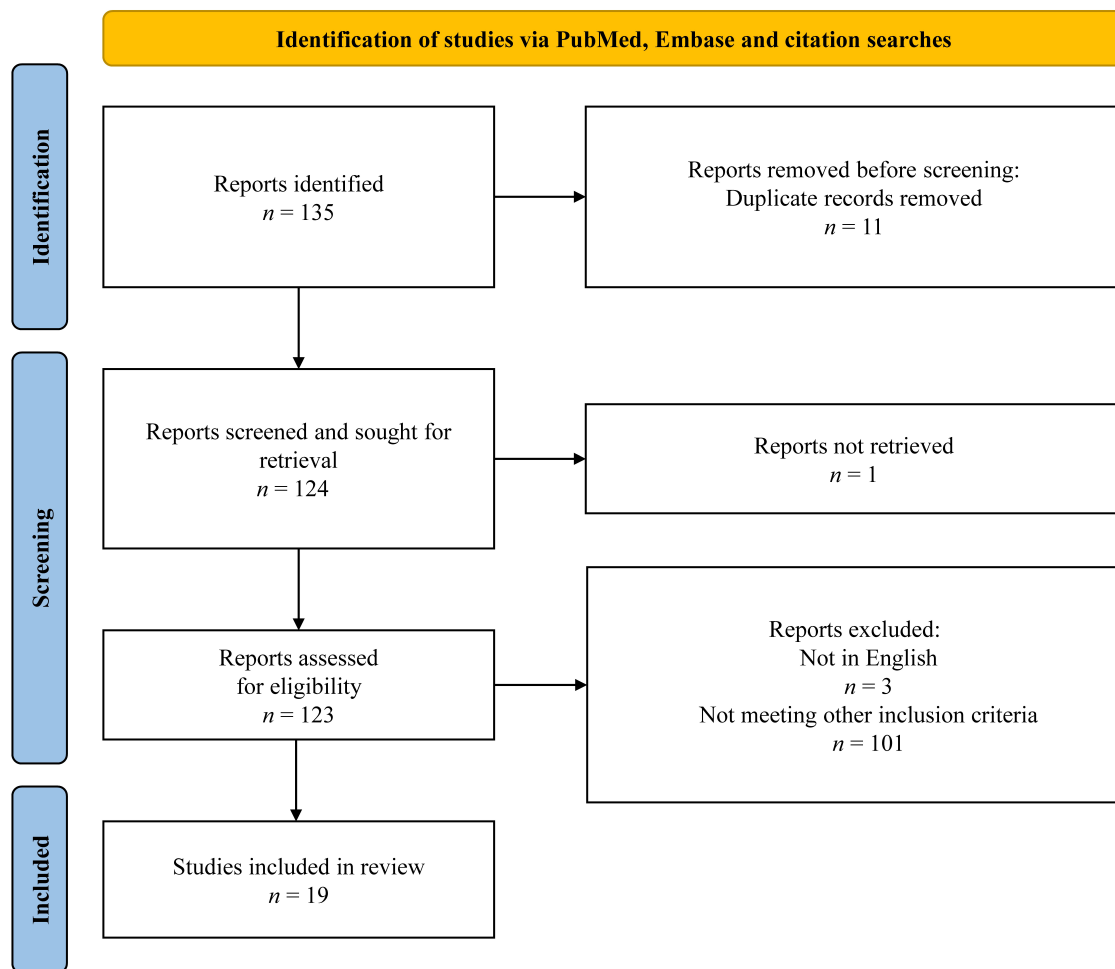 Identification of studies via PubMed, Embase and citation searches
Identification
Reports identified
n = 135
Reports removed before screening:
Duplicate records removed
n = 11
Screening
Reports screened and sought for
retrieval
n = 124
Reports not retrieved
n = 1
Reports assessed
for eligibility
n = 123
Reports excluded:
Not in English
n = 3
Not meeting other inclusion criteria
n = 101
Included
Studies included in review
n = 19